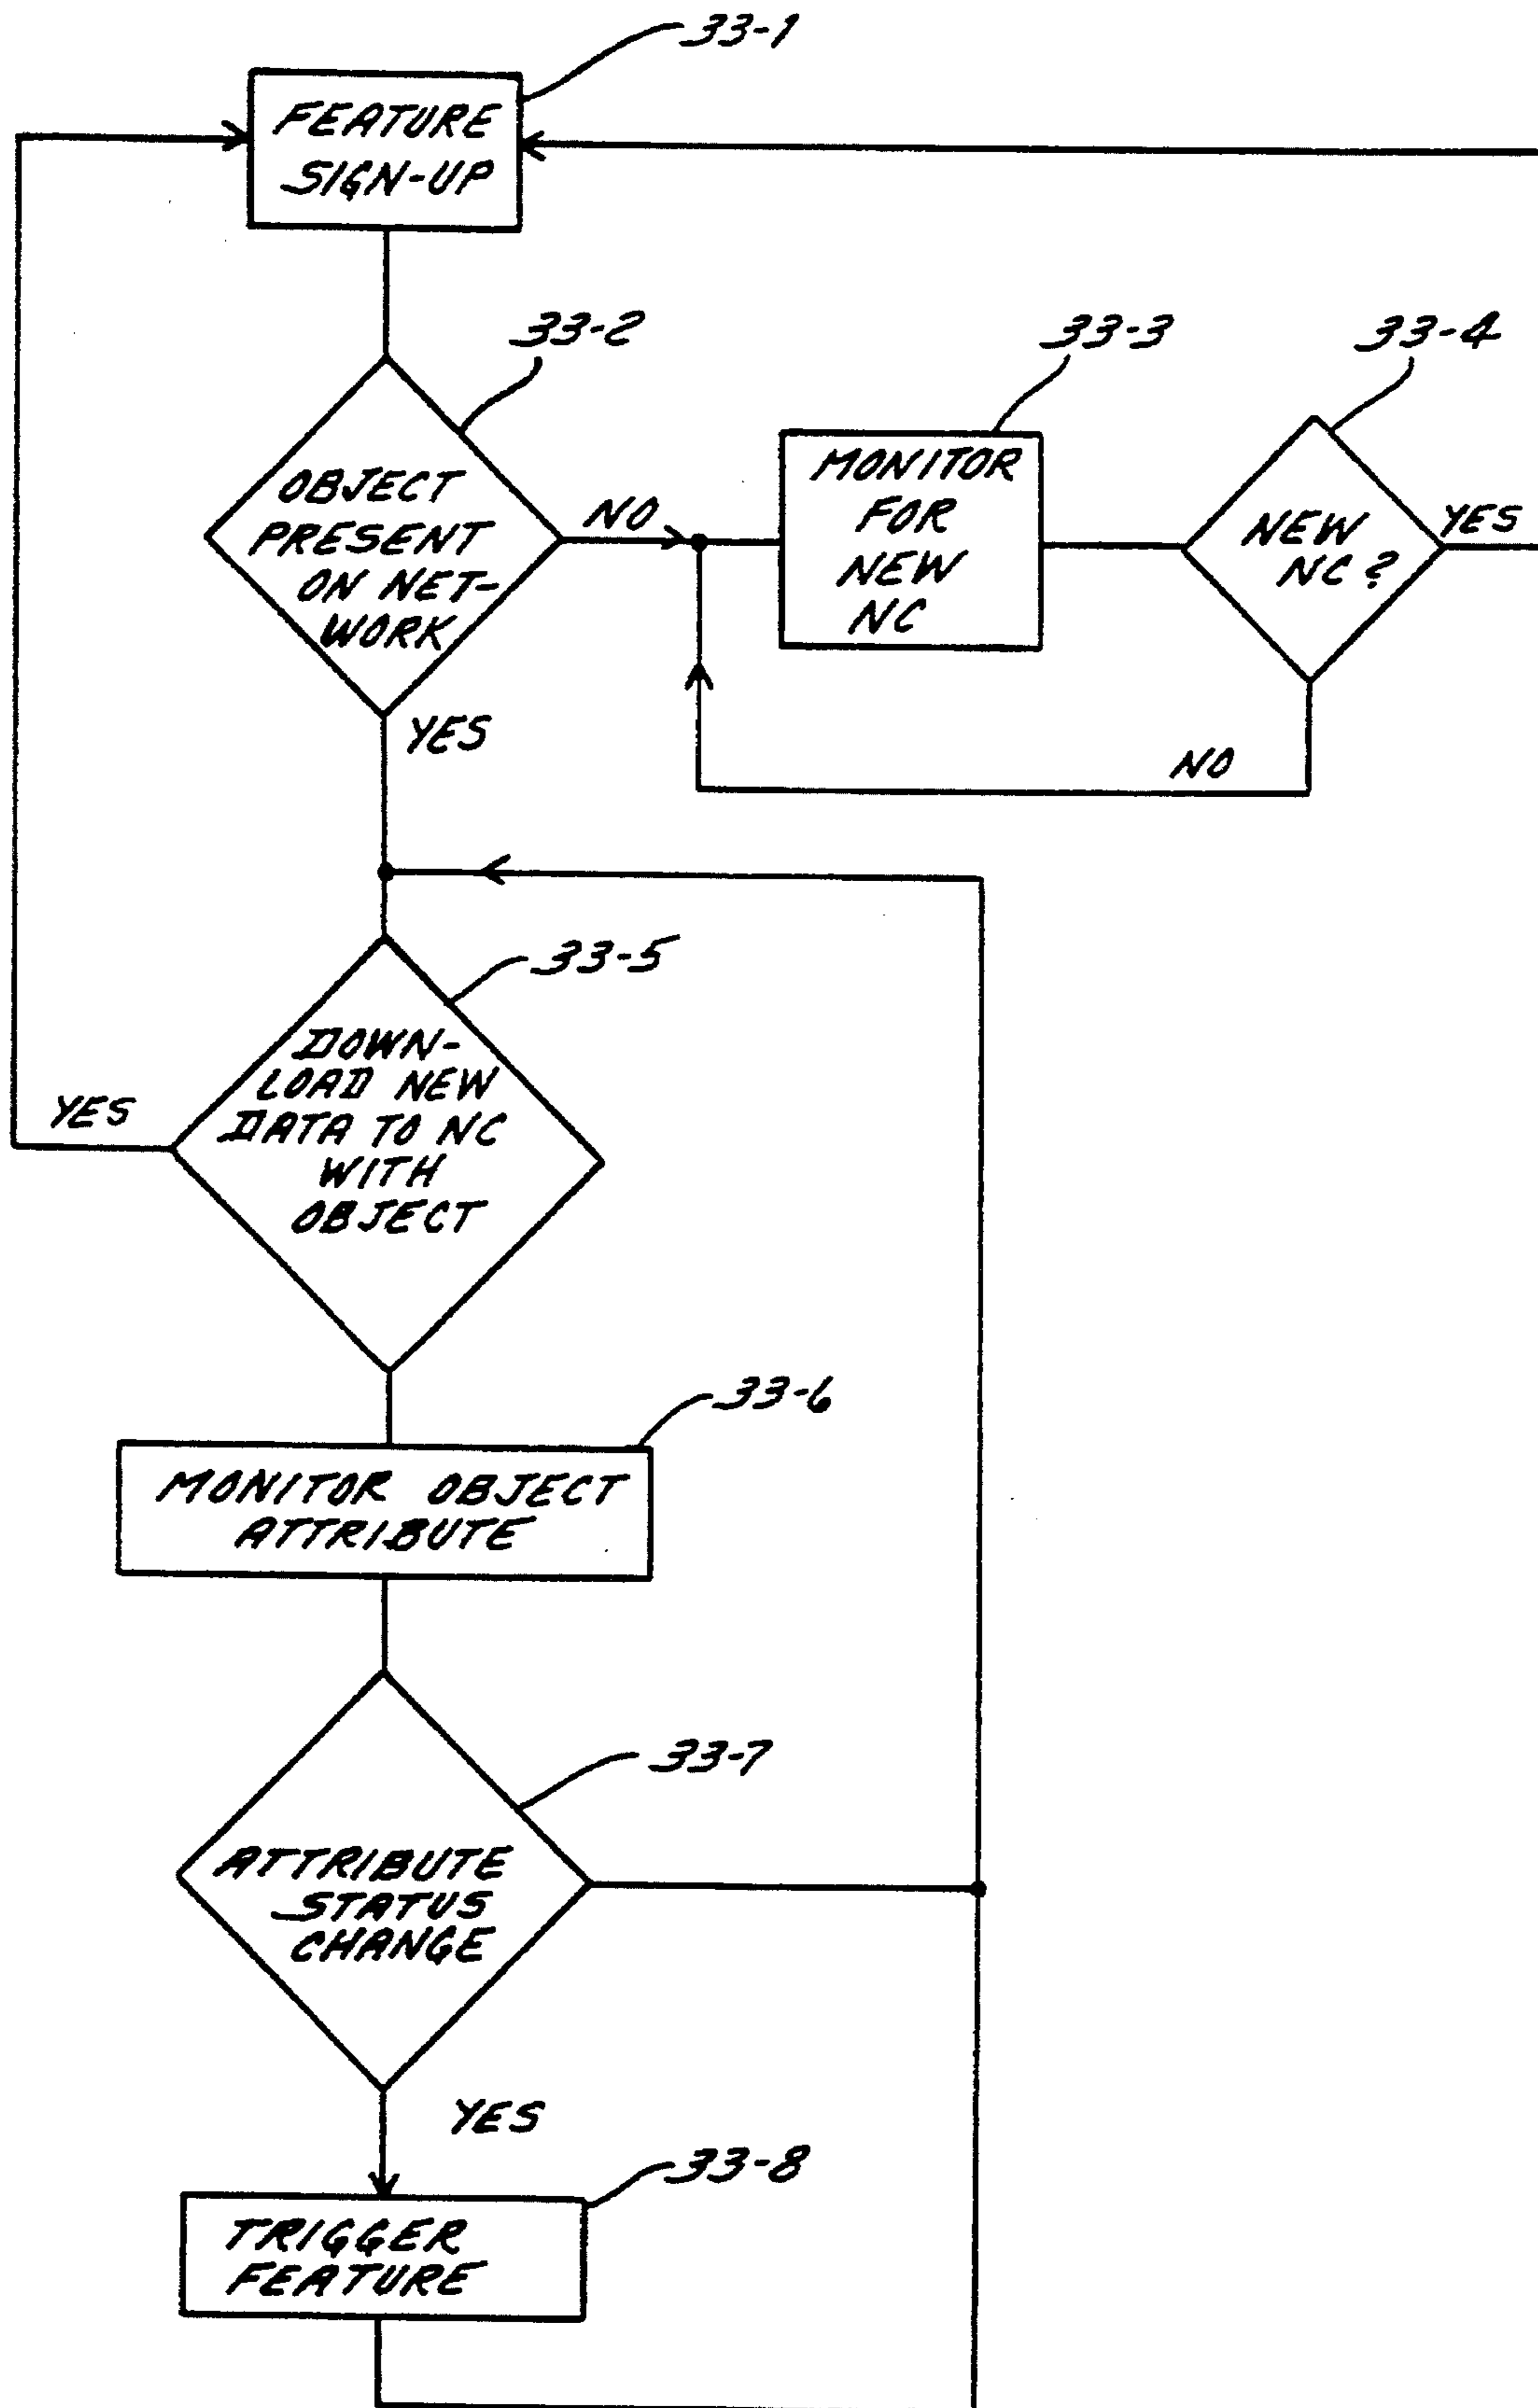 33-1
FEATURE
SIGN-UP
33-2
33-3
33-4
OBJECT
PRESENT
ON NET-
WORK
NO
MONITOR
FOR
NEW
NC
NEW
NC?
YES
YES
NO
33-5
DOWN-
LOAD NEW
DATA TO NC
WITH
OBJECT
YES
33-6
MONITOR OBJECT
ATTRIBUTE
33-7
ATTRIBUTE
STATUS
CHANGE
YES
33-8
TRIGGER
FEATURE